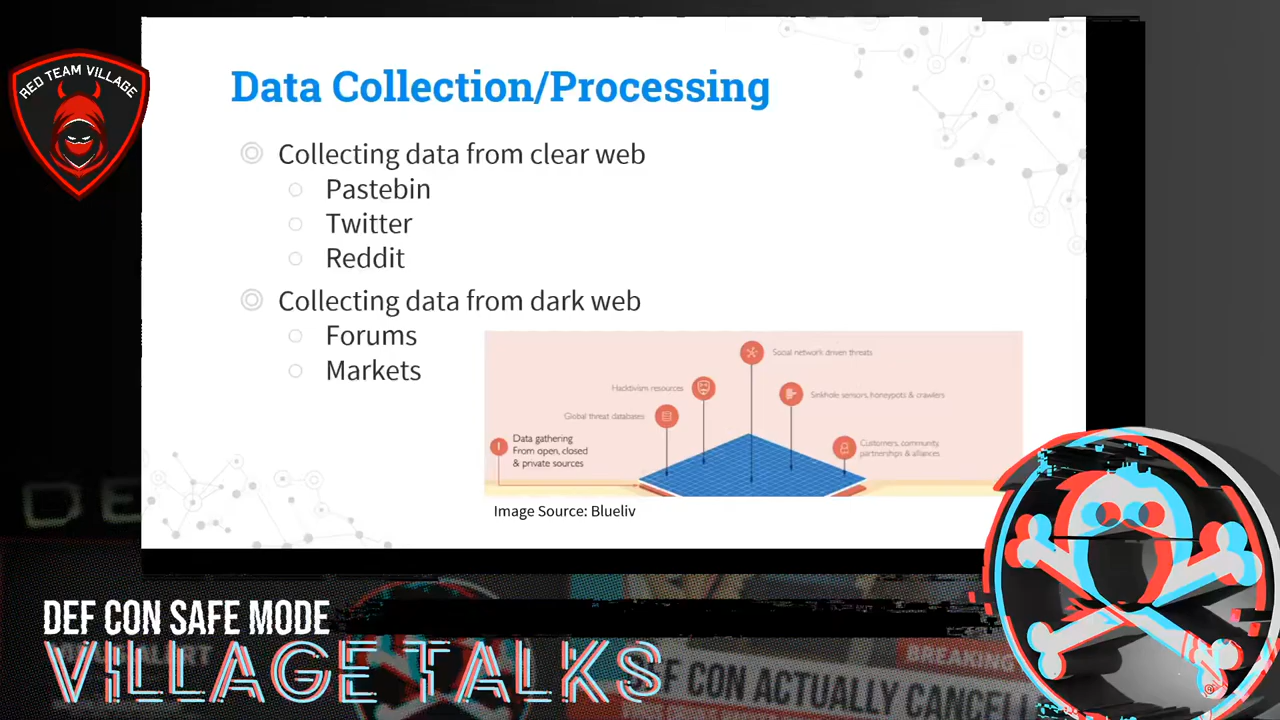 RED TEAM VILLAGE
Data Collection/Processing
Collecting data from clear web
Pastebin
Twitter
Reddit
Collecting data from dark web
Forums
Markets
Social network driven threats
Hacktivism resources
Sinkhole sensors, honeypots & crawlers
Global threat databases
Data gathering
From open, closed
& private sources
Customers, community,
partnerships & alliances
Image Source: Blueliv
DEF CON SAFE MODE
VILLAGE TALKS
BREAKING
DEF CON ACTUALLY CANCELL